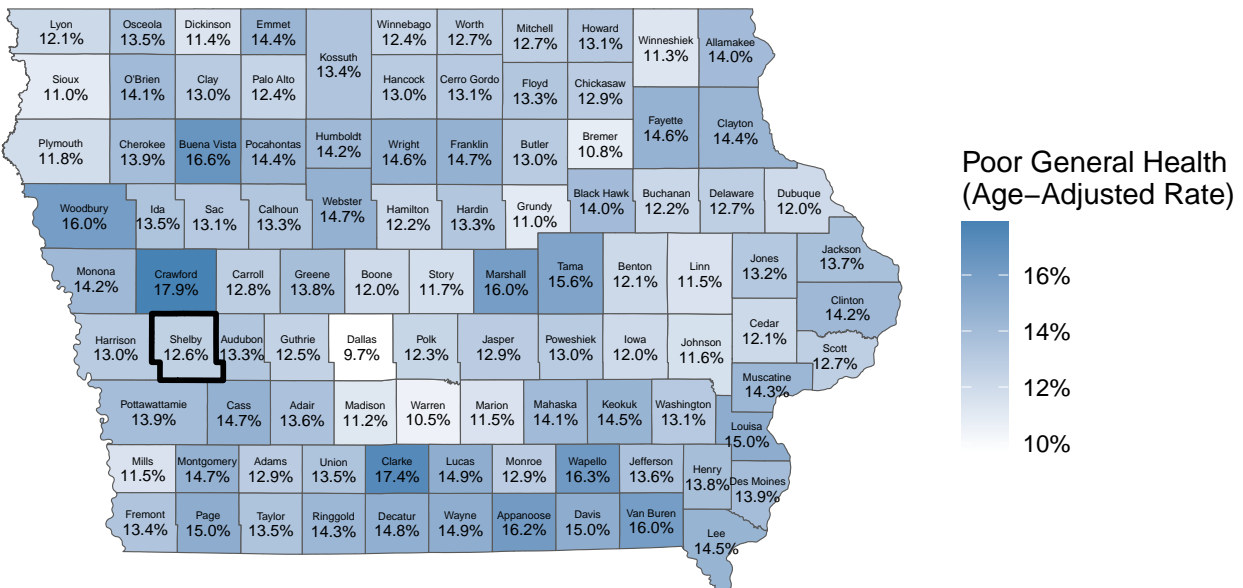 Lyon
12.1%
Osceola
13.5%
Dickinson
11.4%
Emmet
14.4%
Kossuth
13.4%
Winnebago
12.4%
Worth
12.7%
Mitchell
12.7%
Howard
13.1%
Winneshiek
11.3%
Allamakee
14.0%
Sioux
11.0%
O'Brien
14.1%
Clay
13.0%
Palo Alto
12.4%
Hancock
13.0%
Cerro Gordo
13.1%
Floyd
13.3%
Chickasaw
12.9%
Plymouth
11.8%
Cherokee
13.9%
Buena Vista
16.6%
Pocahontas
14.4%
Humboldt
14.2%
Wright
14.6%
Franklin
14.7%
Butler
13.0%
Bremer
10.8%
Fayette
14.6%
Clayton
14.4%
Woodbury
16.0%
Ida
13.5%
Sac
13.1%
Calhoun
13.3%
Webster
14.7%
Hamilton
12.2%
Hardin
13.3%
Grundy
11.0%
Black Hawk
14.0%
Buchanan
12.2%
Delaware
12.7%
Dubuque
12.0%
Monona
14.2%
Crawford
17.9%
Carroll
12.8%
Greene
13.8%
Boone
12.0%
Story
11.7%
Marshall
16.0%
Tama
15.6%
Benton
12.1%
Linn
11.5%
Jones
13.2%
Jackson
13.7%
Clinton
14.2%
Harrison
13.0%
Shelby
12.6%
Audubon
13.3%
Guthrie
12.5%
Dallas
9.7%
Polk
12.3%
Jasper
12.9%
Poweshiek
13.0%
Iowa
12.0%
Johnson
11.6%
Cedar
12.1%
Scott
12.7%
Muscatine
14.3%
Pottawattamie
13.9%
Cass
14.7%
Adair
13.6%
Madison
11.2%
Warren
10.5%
Marion
11.5%
Mahaska
14.1%
Keokuk
14.5%
Washington
13.1%
Louisa
15.0%
Mills
11.5%
Montgomery
14.7%
Adams
12.9%
Union
13.5%
Clarke
17.4%
Lucas
14.9%
Monroe
12.9%
Wapello
16.3%
Jefferson
13.6%
Henry
13.8%
Des Moines
13.9%
Fremont
13.4%
Page
15.0%
Taylor
13.5%
Ringgold
14.3%
Decatur
14.8%
Wayne
14.9%
Appanoose
16.2%
Davis
15.0%
Van Buren
16.0%
Lee
14.5%
Poor General Health
(Age−Adjusted Rate)
16%
14%
12%
10%